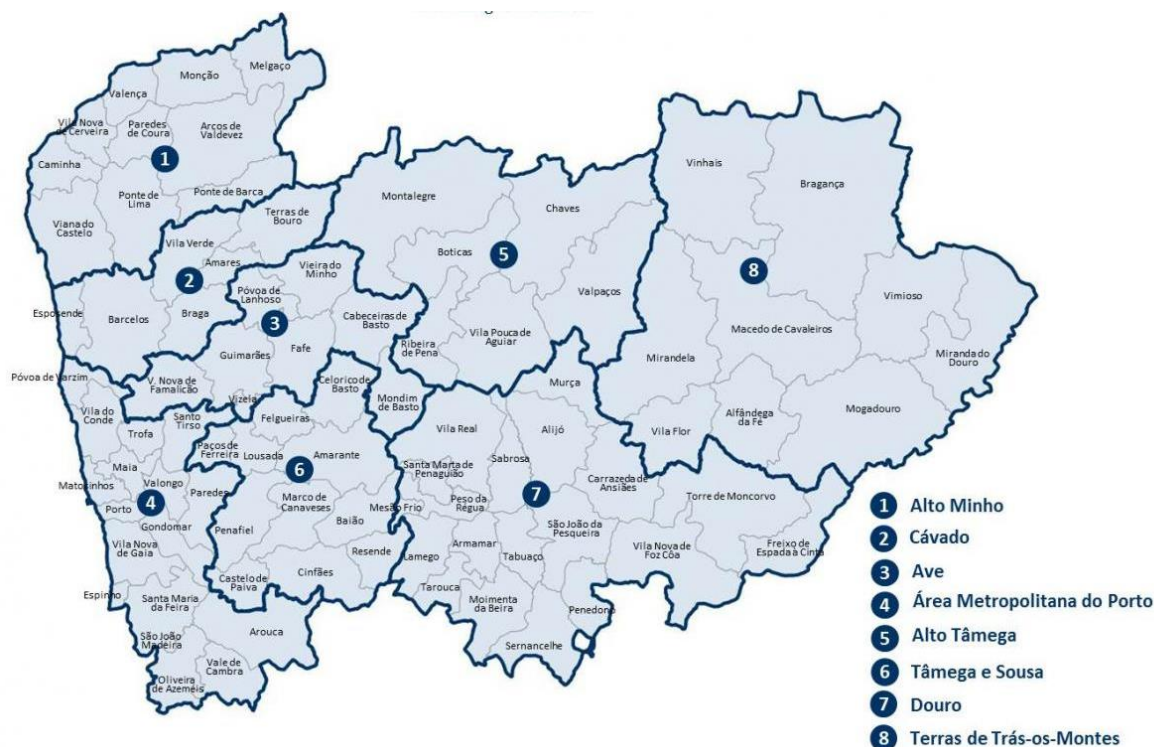 Melgaço
Monção
Valença
Vila Nova
de Cerveira
Paredes
de Coura
Arcos de
Valdevez
1
Caminha
Ponte de
Lima
Ponte de Barca
Viana do
Castelo
Terras de
Bouro
Vila Verde
Amares
2
Esposende
Barcelos
Braga
Vieira do
Minho
Póvoa de
Lanhoso
3
Cabeceiras de
Basto
Guimarães
Fafe
V. Nova de
Famalicão
Vizela
Montalegre
Chaves
Boticas
5
Valpaços
Ribeira
de Pena
Vila Pouca de
Aguiar
Vinhais
Bragança
8
Vimioso
Macedo de Cavaleiros
Miranda do
Douro
Mirandela
Mogadouro
Alfândega
da Fé
Vila Flor
Póvoa de Varzim
Vila do
Conde
Santo
Tirso
Trofa
Maia
Matosinhos
Valongo
Paredes
Porto
4
Gondomar
Vila Nova
de Gaia
Espinho
Santa Maria
da Feira
Arouca
São João
Madeira
Vale de
Cambra
Oliveira
de Azeméis
Celorico de
Basto
Felgueiras
Paços de
Ferreira
Lousada
Amarante
6
Marco de
Canaveses
Penafiel
Baião
Resende
Cinfães
Castelo de
Paiva
Mondim
de Basto
Murça
Vila Real
Alijó
Sabrosa
Santa Marta de
Penaguião
Carrazeda de
Ansiães
Peso da
Régua
7
Mesão Frio
Torre de Moncorvo
São João da
Pesqueira
Armamar
Lamego
Tabuaço
Vila Nova de
Foz Côa
Freixo de
Espada à Cinta
Tarouca
Moimenta
da Beira
Penedono
Sernancelhe
1 Alto Minho
2 Cávado
3 Ave
4 Área Metropolitana do Porto
5 Alto Tâmega
6 Tâmega e Sousa
7 Douro
8 Terras de Trás-os-Montes